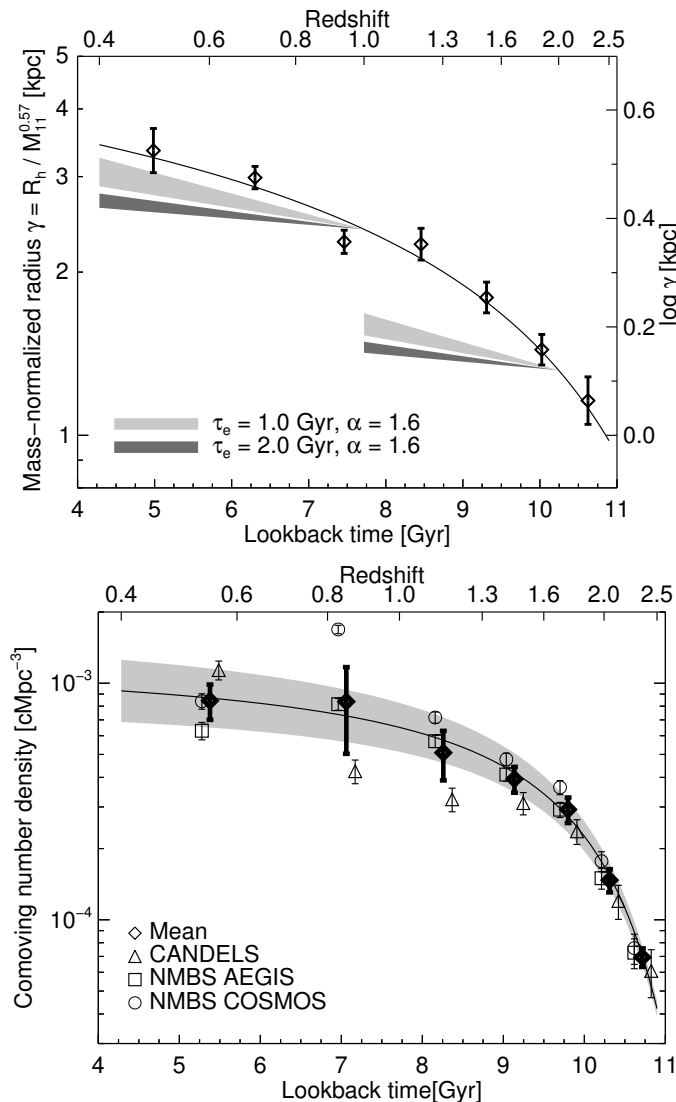 Redshift
0.4 0.6 0.8 1.0 1.2 1.5 2.0 2.5
Mass−normalized radius γ = R_h / M_11^0.57 [kpc]
5
4
3
2
1
0.6
0.4
0.2
0.0
log γ [kpc]
τ_e = 1.0 Gyr, α = 1.6
τ_e = 2.0 Gyr, α = 1.6
4 5 6 7 8 9 10 11
Lookback time [Gyr]
Redshift
0.4 0.6 0.8 1.0 1.2 1.5 2.0 2.5
Comoving number density [cMpc^−3]
10^−3
10^−4
Mean
CANDELS
NMBS AEGIS
NMBS COSMOS
4 5 6 7 8 9 10 11
Lookback time[Gyr]